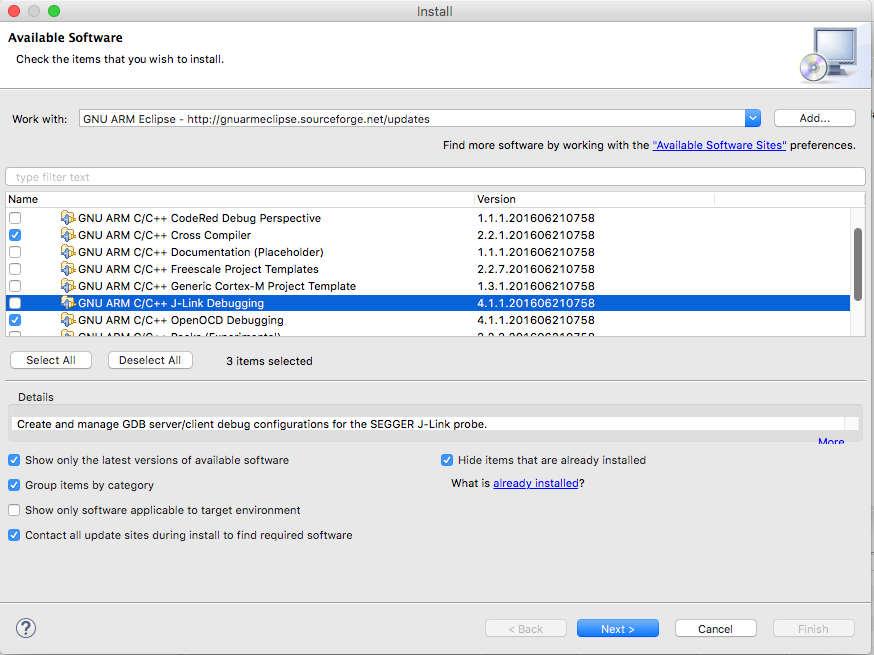 Install
Available Software
Check the items that you wish to install.
Work with: GNU ARM Eclipse - http://gnuarmeclipse.sourceforge.net/updates Add...
Find more software by working with the "Available Software Sites" preferences.
type filter text
Name Version
GNU ARM C/C++ CodeRed Debug Perspective 1.1.1.201606210758
GNU ARM C/C++ Cross Compiler 2.2.1.201606210758
GNU ARM C/C++ Documentation (Placeholder) 1.1.1.201606210758
GNU ARM C/C++ Freescale Project Templates 2.2.7.201606210758
GNU ARM C/C++ Generic Cortex-M Project Template 1.3.1.201606210758
GNU ARM C/C++ J-Link Debugging 4.1.1.201606210758
GNU ARM C/C++ OpenOCD Debugging 4.1.1.201606210758
Select All Deselect All 3 items selected
Details
Create and manage GDB server/client debug configurations for the SEGGER J-Link probe.
More
Show only the latest versions of available software Hide items that are already installed
Group items by category What is already installed?
Show only software applicable to target environment
Contact all update sites during install to find required software
? < Back Next > Cancel Finish